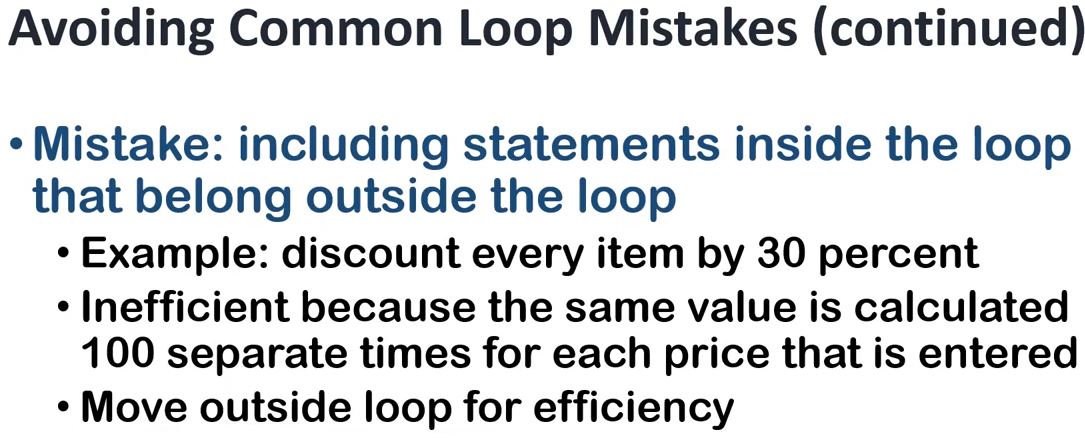 Avoiding Common Loop Mistakes (continued)
• Mistake: including statements inside the loop
that belong outside the loop
• Example: discount every item by 30 percent
• Inefficient because the same value is calculated
100 separate times for each price that is entered
• Move outside loop for efficiency